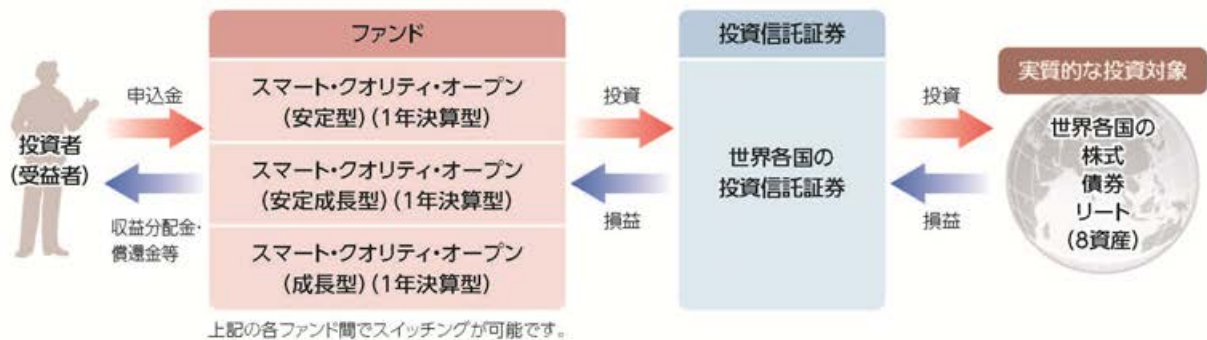 ファンド
投資信託証券
実質的な投資対象
投資者
(受益者)
申込金
収益分配金・
償還金等
スマート・クオリティ・オープン
(安定型)(1年決算型)
スマート・クオリティ・オープン
(安定成長型)(1年決算型)
スマート・クオリティ・オープン
(成長型)(1年決算型)
投資
損益
世界各国の
投資信託証券
投資
損益
世界各国の
株式
債券
リート
(8資産)
上記の各ファンド間でスイッチングが可能です。